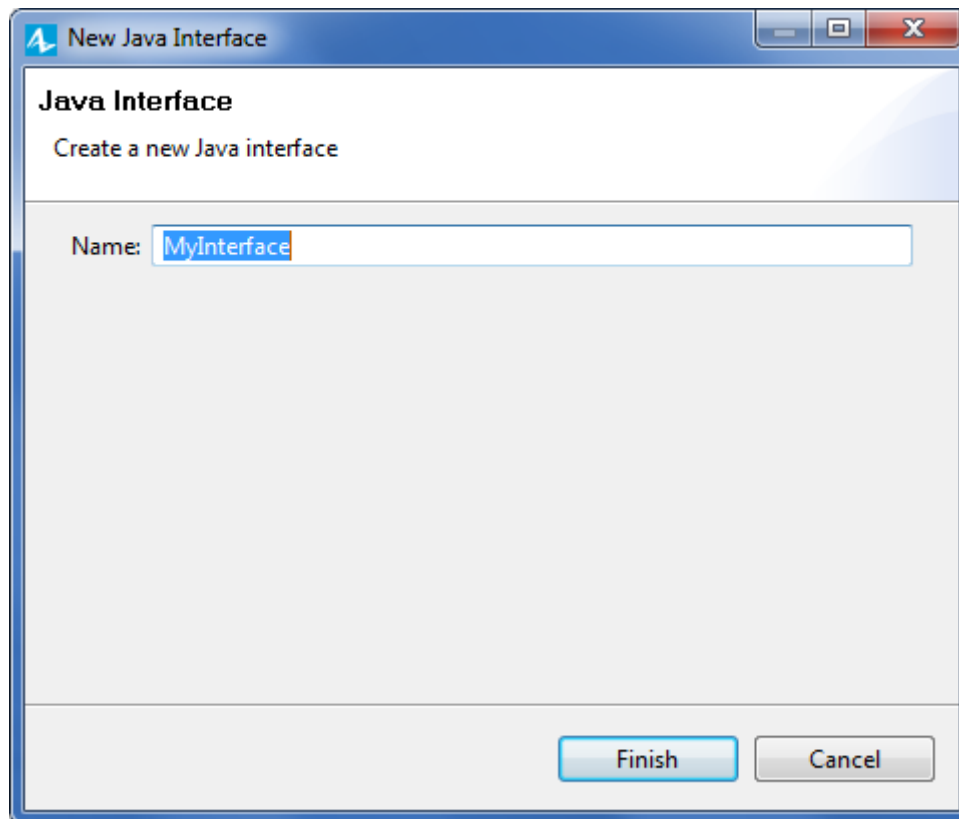 New Java Interface
Java Interface
Create a new Java interface
Name: MyInterface
Finish Cancel